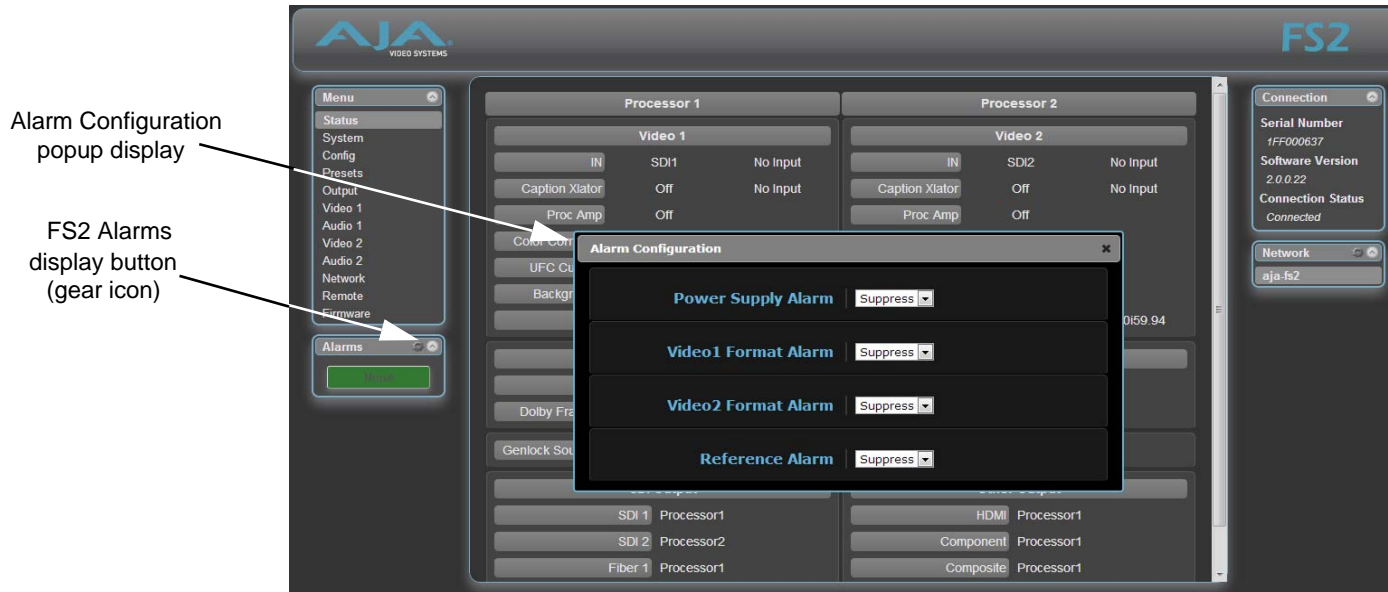 AJA
VIDEO SYSTEMS
FS2
Alarm Configuration
popup display
FS2 Alarms
display button
(gear icon)
Menu
Status
System
Config
Presets
Output
Video 1
Audio 1
Video 2
Audio 2
Network
Remote
Firmware
Alarms
None
Processor 1
Processor 2
Video 1
IN SDI1 No Input
Caption Xlator Off No Input
Proc Amp Off
UFC
Dolby
Genlock
Video 2
IN SDI2 No Input
Caption Xlator Off No Input
Proc Amp Off
Alarm Configuration
Power Supply Alarm Suppress
Video1 Format Alarm Suppress
Video2 Format Alarm Suppress
Reference Alarm Suppress
SDI 1 Processor1
SDI 2 Processor2
Fiber 1 Processor1
HDMI Processor1
Component Processor1
Composite Processor1
Connection
Serial Number
1FF000637
Software Version
2.0.0.22
Connection Status
Connected
Network
aja-fs2